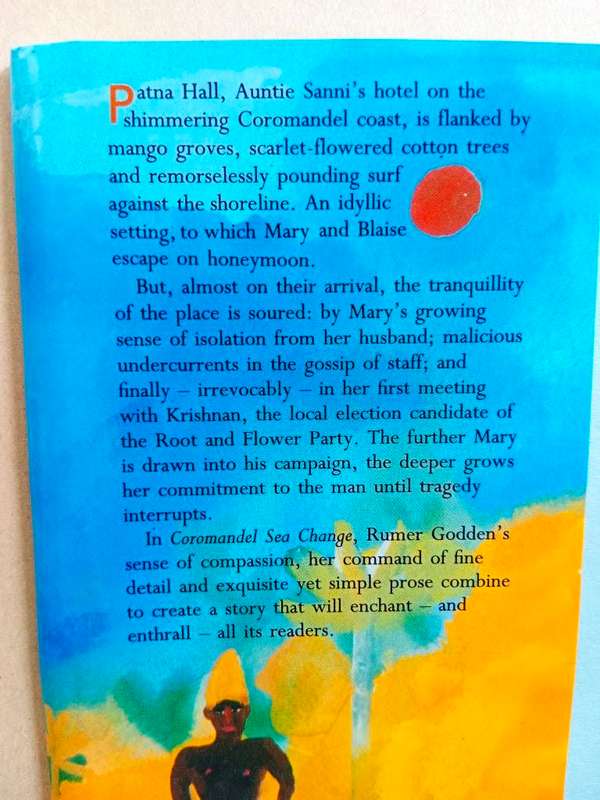 Patna Hall, Auntie Sanni's hotel on the
shimmering Coromandel coast, is flanked by
mango groves, scarlet-flowered cotton trees
and remorselessly pounding surf
against the shoreline. An idyllic
setting, to which Mary and Blaise
escape on honeymoon.
But, almost on their arrival, the tranquillity
of the place is soured: by Mary's growing
sense of isolation from her husband; malicious
undercurrents in the gossip of staff; and
finally – irrevocably – in her first meeting
with Krishnan, the local election candidate of
the Root and Flower Party. The further Mary
is drawn into his campaign, the deeper grows
her commitment to the man until tragedy
interrupts.
In Coromandel Sea Change, Rumer Godden's
sense of compassion, her command of fine
detail and exquisite yet simple prose combine
to create a story that will enchant – and
enthrall – all its readers.